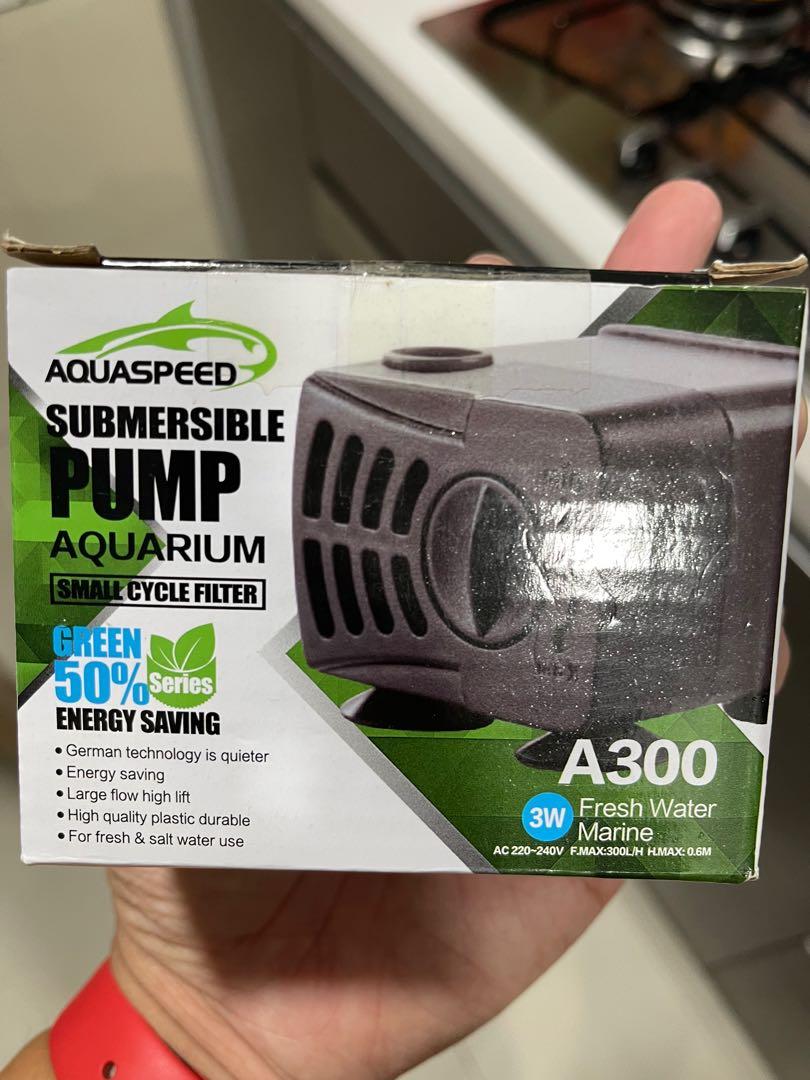 AQUASPEED
SUBMERSIBLE
PUMP
AQUARIUM
SMALL CYCLE FILTER
GREEN
50% Series
ENERGY SAVING
• German technology is quieter
• Energy saving
• Large flow high lift
• High quality plastic durable
• For fresh & salt water use
A300
3W Fresh Water
Marine
AC 220~240V F.MAX:300L/H H.MAX: 0.6M